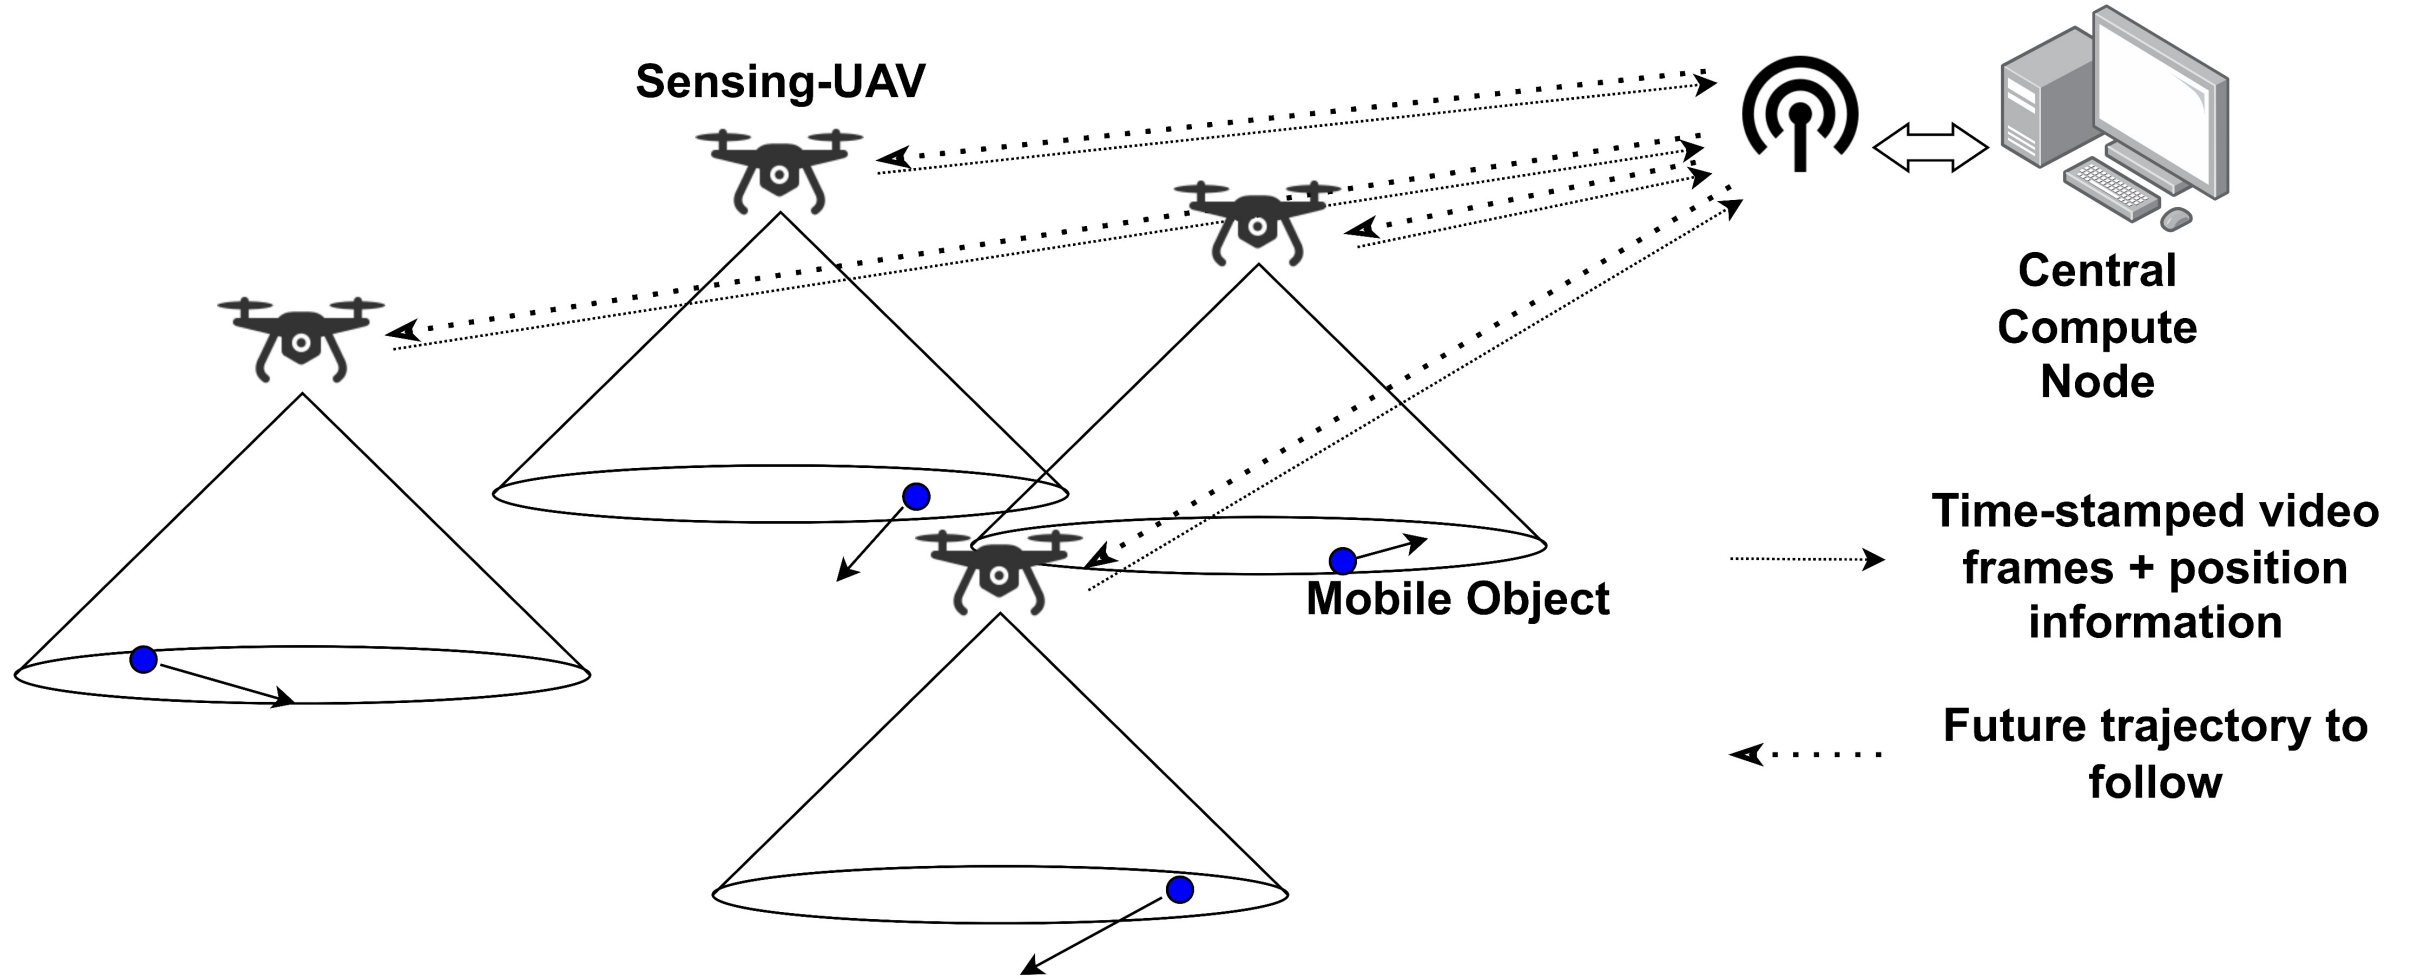 Sensing-UAV
Central
Compute
Node
Time-stamped video
frames + position
information
Mobile Object
Future trajectory to
follow